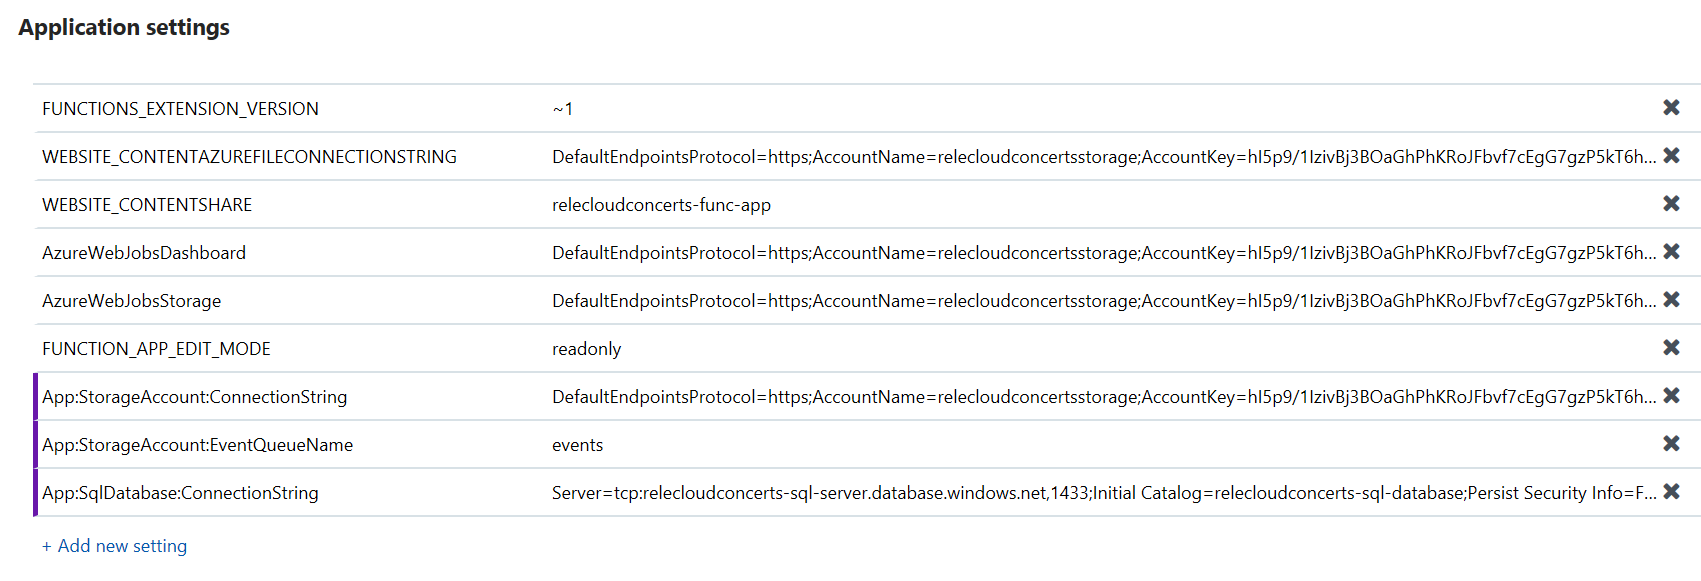 Application settings
FUNCTIONS_EXTENSION_VERSION ~1
WEBSITE_CONTENTAZUREFILECONNECTIONSTRING DefaultEndpointsProtocol=https;AccountName=relecloudconcertsstorage;AccountKey=hI5p9/1IzivBj3BOaGhPhKRoJFbvf7cEgG7gzP5kT6h...
WEBSITE_CONTENTSHARE relecloudconcerts-func-app
AzureWebJobsDashboard DefaultEndpointsProtocol=https;AccountName=relecloudconcertsstorage;AccountKey=hI5p9/1IzivBj3BOaGhPhKRoJFbvf7cEgG7gzP5kT6h...
AzureWebJobsStorage DefaultEndpointsProtocol=https;AccountName=relecloudconcertsstorage;AccountKey=hI5p9/1IzivBj3BOaGhPhKRoJFbvf7cEgG7gzP5kT6h...
FUNCTION_APP_EDIT_MODE readonly
App:StorageAccount:ConnectionString DefaultEndpointsProtocol=https;AccountName=relecloudconcertsstorage;AccountKey=hI5p9/1IzivBj3BOaGhPhKRoJFbvf7cEgG7gzP5kT6h...
App:StorageAccount:EventQueueName events
App:SqlDatabase:ConnectionString Server=tcp:relecloudconcerts-sql-server.database.windows.net,1433;Initial Catalog=relecloudconcerts-sql-database;Persist Security Info=F...
+ Add new setting